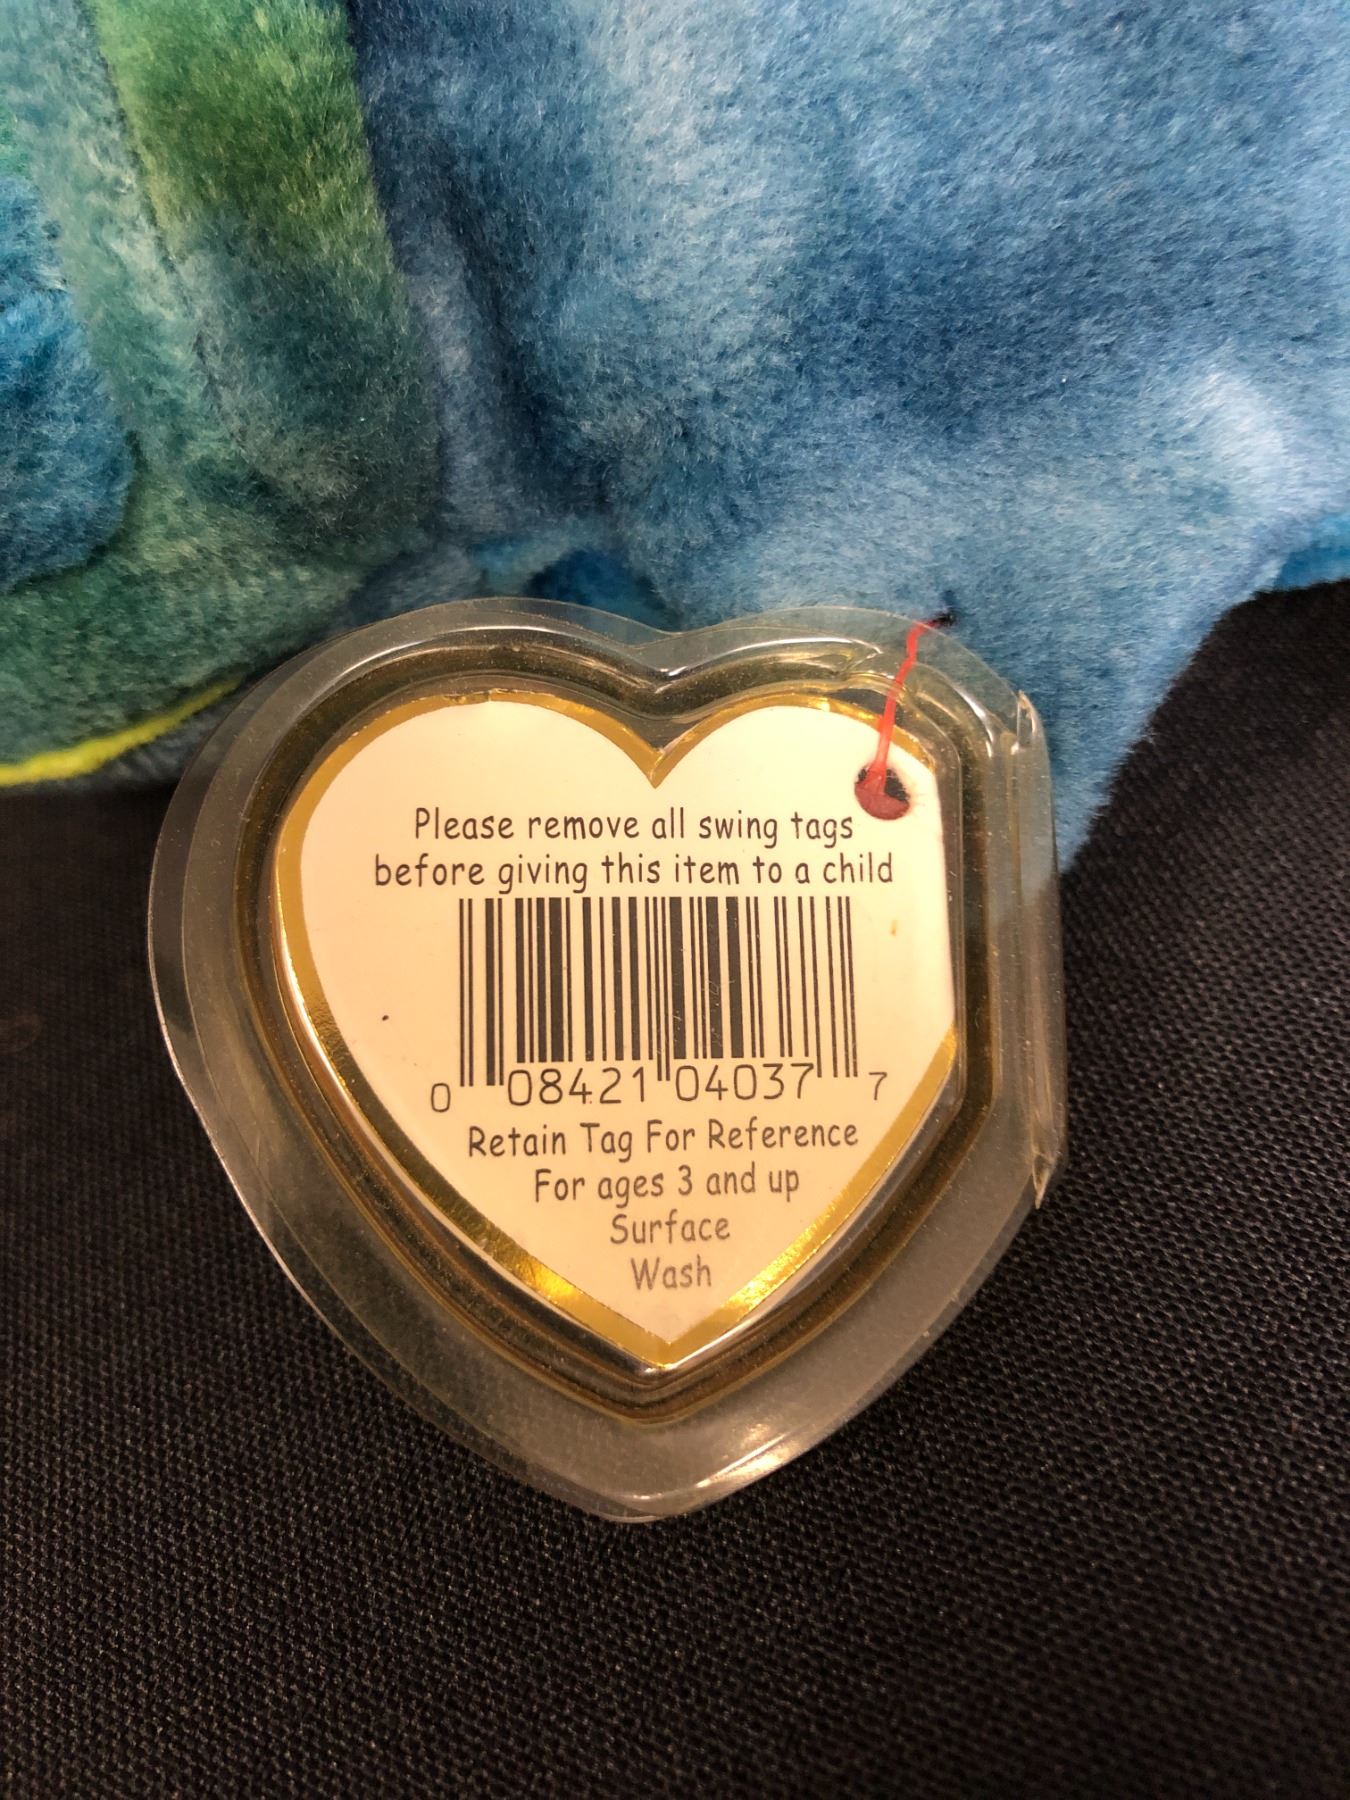 Please remove all swing tags
before giving this item to a child
0 08421 04037 7
Retain Tag For Reference
For ages 3 and up
Surface
Wash